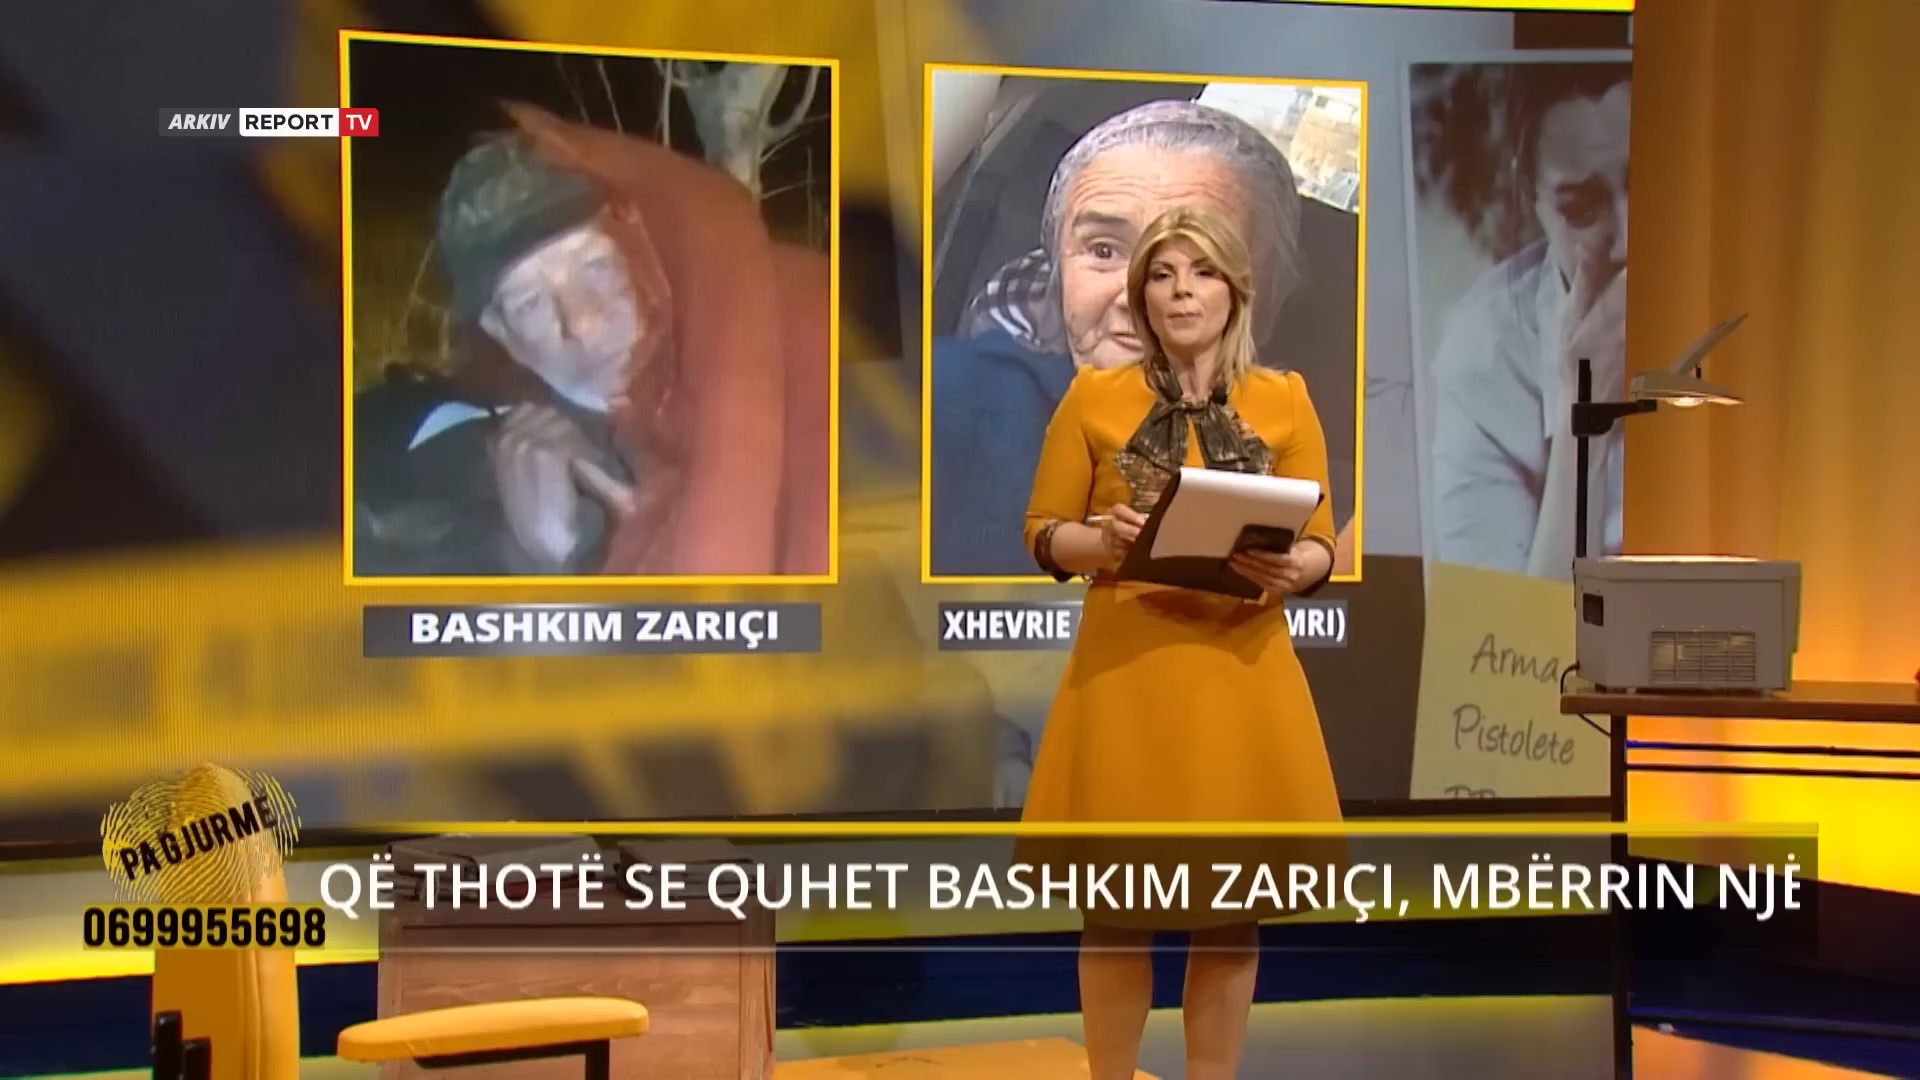 ARKIV REPORT TV
BASHKIM ZARIÇI
XHEVRIE
MRI)
Arma
Pistolete
PA GJURME
0699955698
QË THOTË SE QUHET BASHKIM ZARIÇI, MBËRRIN NJË